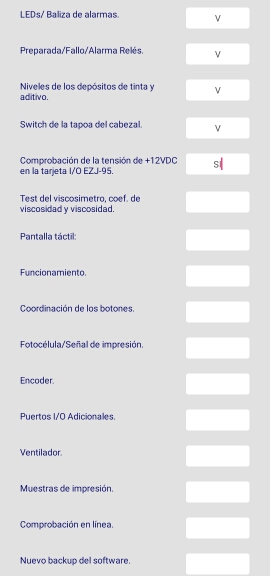 LEDs/ Baliza de alarmas. V
Preparada/Fallo/Alarma Relés. V
Niveles de los depósitos de tinta y
aditivo. V
Switch de la tapoa del cabezal. V
Comprobación de la tensión de +12VDC
en la tarjeta I/O EZJ-95. SI
Test del viscosimetro, coef. de
viscosidad y viscosidad.
Pantalla táctil:
Funcionamiento.
Coordinación de los botones.
Fotocélula/Señal de impresión.
Encoder.
Puertos I/O Adicionales.
Ventilador.
Muestras de impresión.
Comprobación en línea.
Nuevo backup del software.